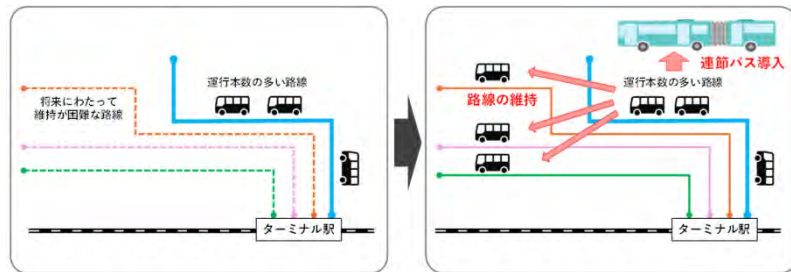 運行本数の多い路線
将来にわたって
維持が困難な路線
ターミナル駅
連節バス導入
運行本数の多い路線
路線の維持
ターミナル駅